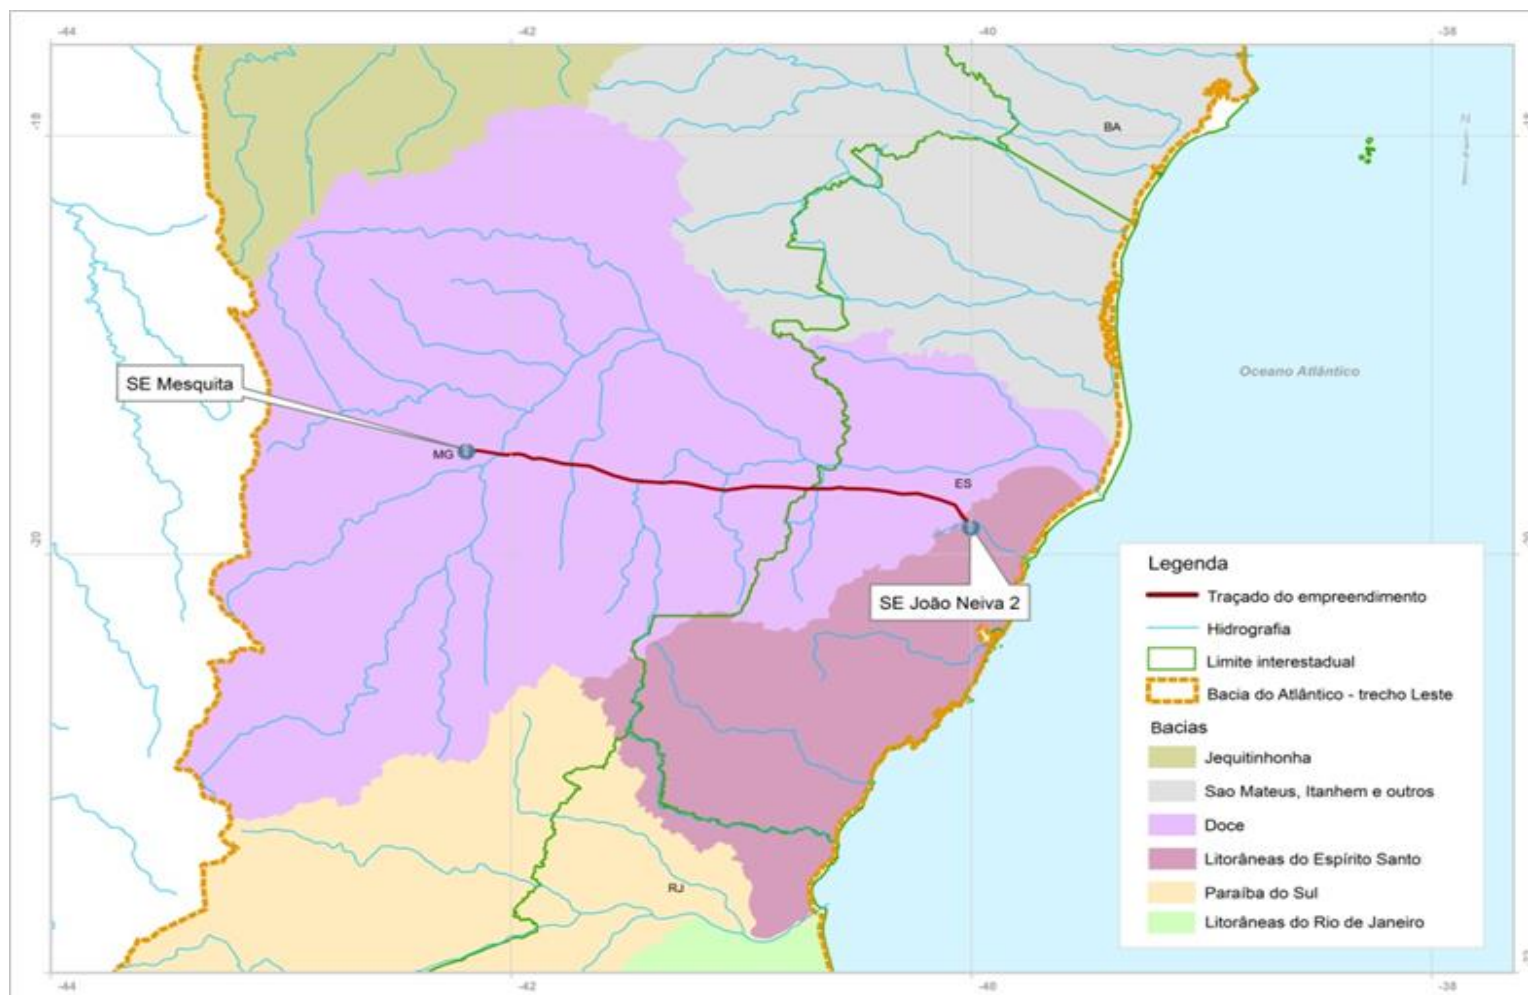 -44
-42
-40
-38
-18
BA
Oceano Atlântico
SE Mesquita
MG
ES
-20
SE João Neiva 2
RJ
Legenda
Traçado do empreendimento
Hidrografia
Limite interestadual
Bacia do Atlântico - trecho Leste
Bacias
Jequitinhonha
Sao Mateus, Itanhem e outros
Doce
Litorâneas do Espírito Santo
Paraíba do Sul
Litorâneas do Rio de Janeiro
-44
-42
-40
-38